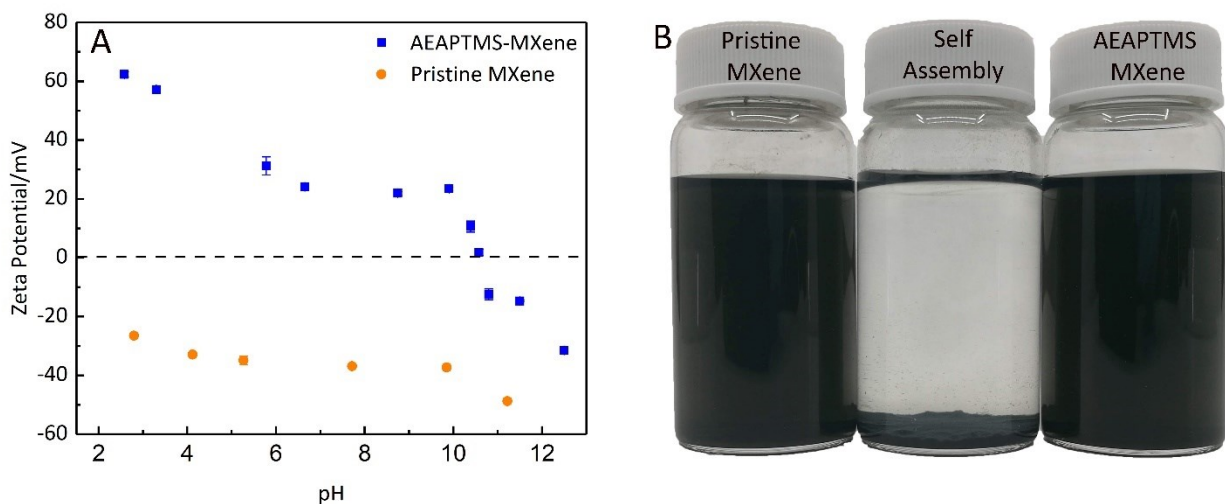 A
AEAPTMS-MXene
Pristine MXene
Zeta Potential/mV
80
60
40
20
0
-20
-40
-60
2
4
6
8
10
12
pH
B
Pristine
MXene
Self
Assembly
AEAPTMS
MXene